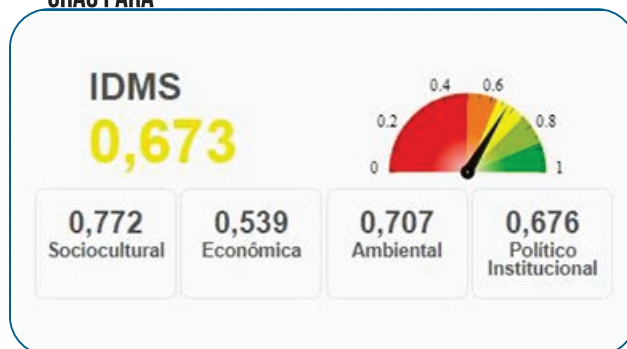 IDMS
0,673
0
0.2
0.4
0.6
0.8
1
0,772
Sociocultural
0,539
Econômica
0,707
Ambiental
0,676
Político
Institucional